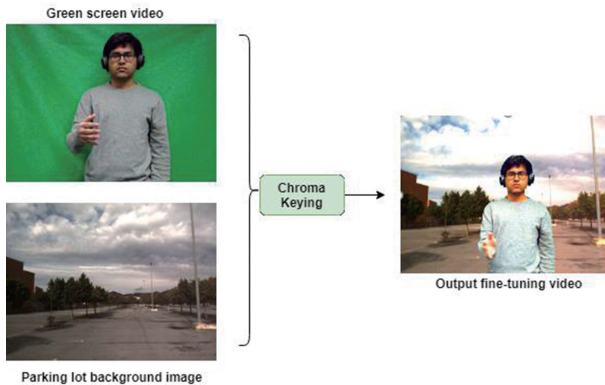 Green screen video
Chroma
Keying
Output fine-tuning video
Parking lot background image